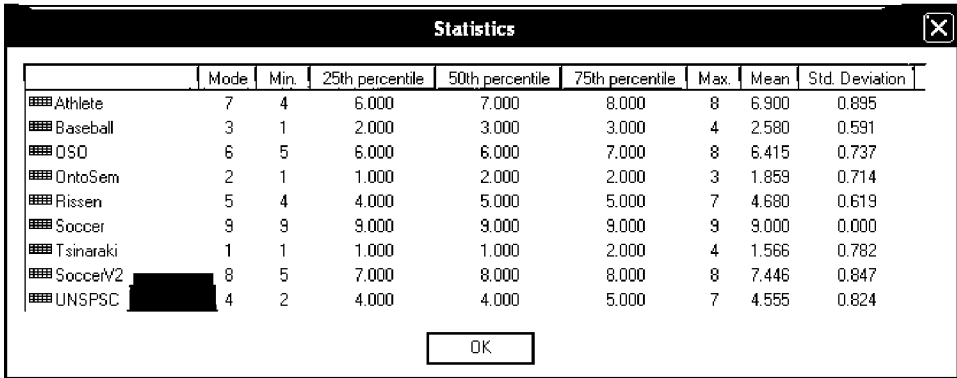 Statistics
Mode Min. 25th percentile 50th percentile 75th percentile Max. Mean Std. Deviation
Athlete 7 4 6.000 7.000 8.000 8 6.900 0.895
Baseball 3 1 2.000 3.000 3.000 4 2.580 0.591
OSO 6 5 6.000 6.000 7.000 8 6.415 0.737
OntoSem 2 1 1.000 2.000 2.000 3 1.859 0.714
Rissen 5 4 4.000 5.000 5.000 7 4.680 0.619
Soccer 9 9 9.000 9.000 9.000 9 9.000 0.000
Tsinaraki 1 1 1.000 1.000 2.000 4 1.566 0.782
SoccerV2 8 5 7.000 8.000 8.000 8 7.446 0.847
UNSPSC 4 2 4.000 4.000 5.000 7 4.555 0.824
OK